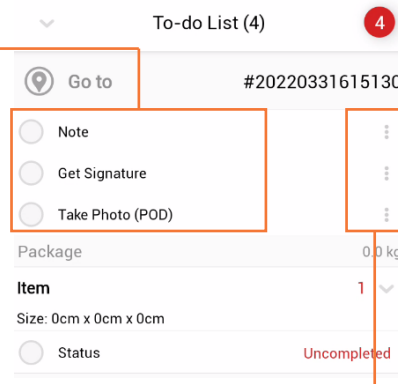 To-do List (4) 4
Go to #20220331615130
Note
Get Signature
Take Photo (POD)
Package 0.0 kg
Item 1
Size: 0cm x 0cm x 0cm
Status Uncompleted